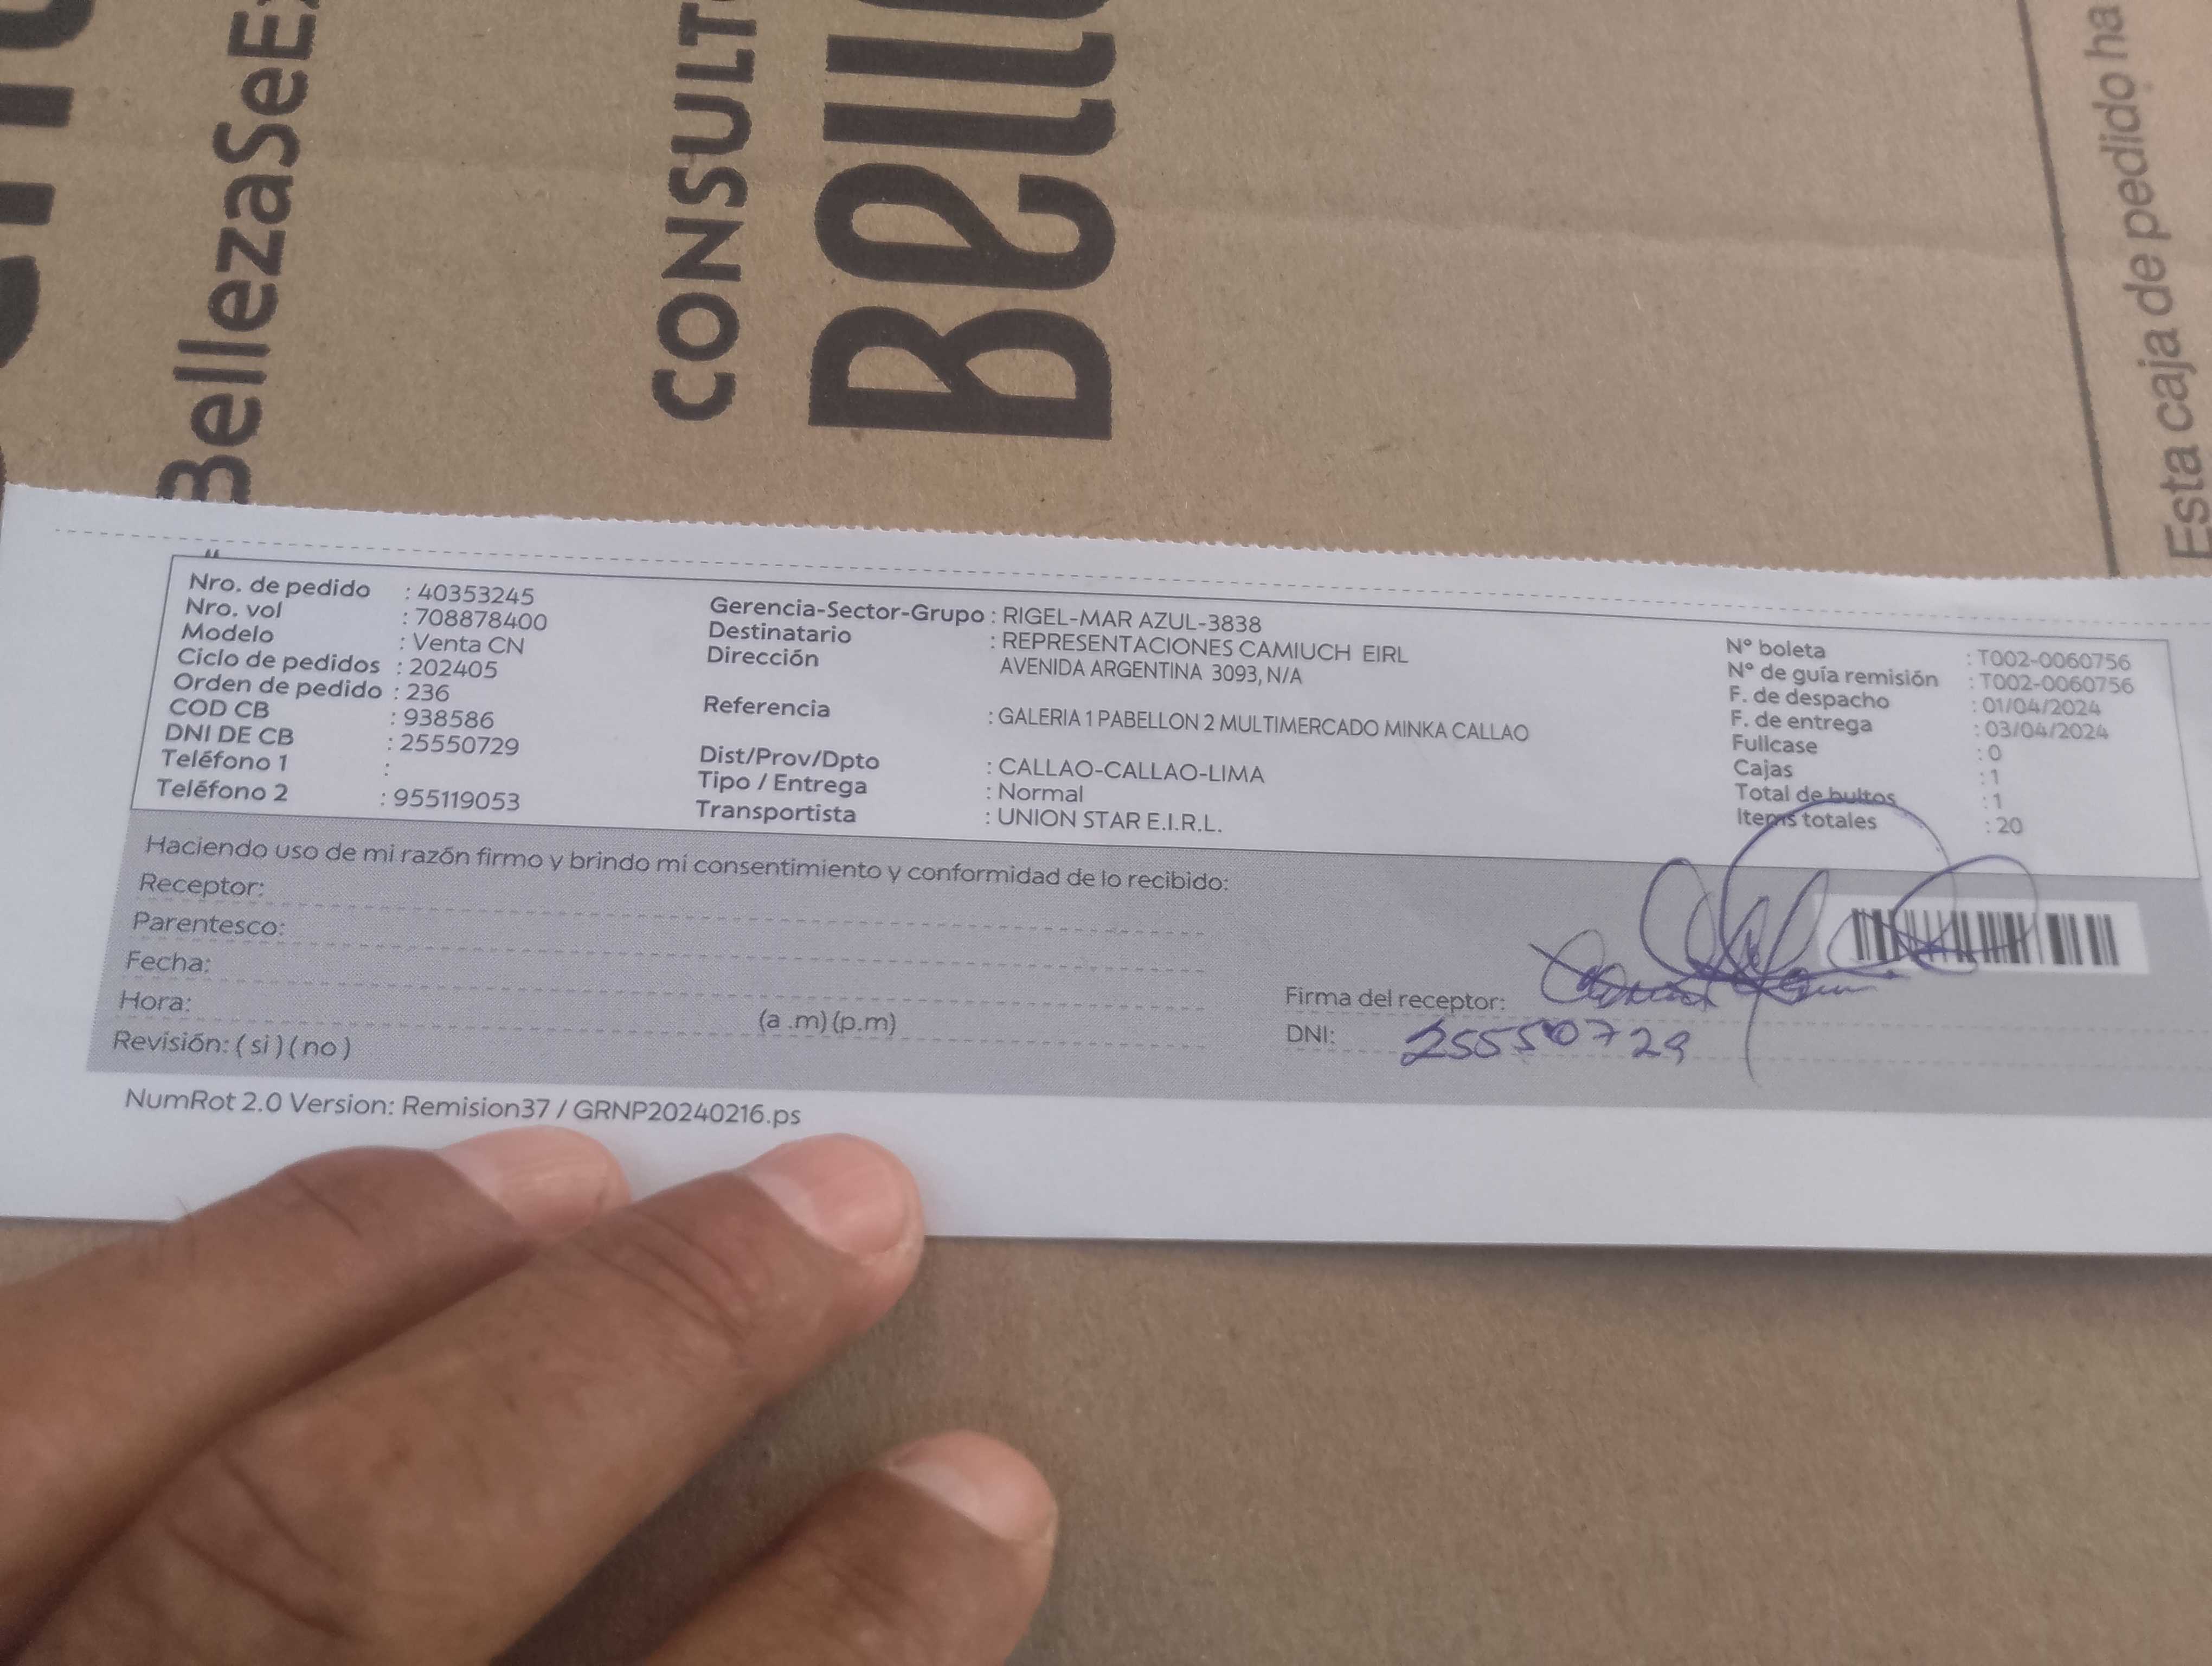 BellezaSeE
CONSULT
Bell
Esta caja de pedido ha
Nro. de pedido : 40353245
Nro. vol : 708878400
Modelo : Venta CN
Ciclo de pedidos : 202405
Orden de pedido : 236
COD CB : 938586
DNI DE CB : 25550729
Teléfono 1 :
Teléfono 2 : 955119053
Gerencia-Sector-Grupo : RIGEL-MAR AZUL-3838
Destinatario : REPRESENTACIONES CAMIUCH EIRL
Dirección AVENIDA ARGENTINA 3093, N/A
Referencia : GALERIA 1 PABELLON 2 MULTIMERCADO MINKA CALLAO
Dist/Prov/Dpto : CALLAO-CALLAO-LIMA
Tipo / Entrega : Normal
Transportista : UNION STAR E.I.R.L.
N° boleta : T002-0060756
N° de guía remisión : T002-0060756
F. de despacho : 01/04/2024
F. de entrega : 03/04/2024
Fullcase : 0
Cajas : 1
Total de bultos : 1
Items totales : 20
Haciendo uso de mi razón firmo y brindo mi consentimiento y conformidad de lo recibido:
Receptor:
Parentesco:
Fecha:
Hora: (a .m) (p.m)
Revisión: ( sì ) ( no )
Firma del receptor:
DNI: 25550729
NumRot 2.0 Version: Remision37 / GRNP20240216.ps